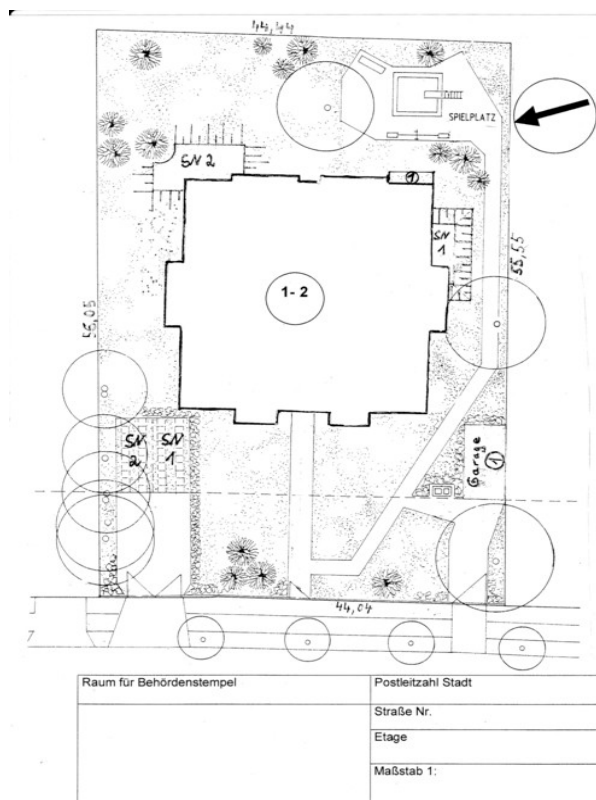 SPIELPLATZ
SN 2
1
SN
1
55,55
1-2
56,05
SN
2
SN
1
Garage
1
44,04
7
Raum für Behördenstempel
Postleitzahl Stadt
Straße Nr.
Etage
Maßstab 1: